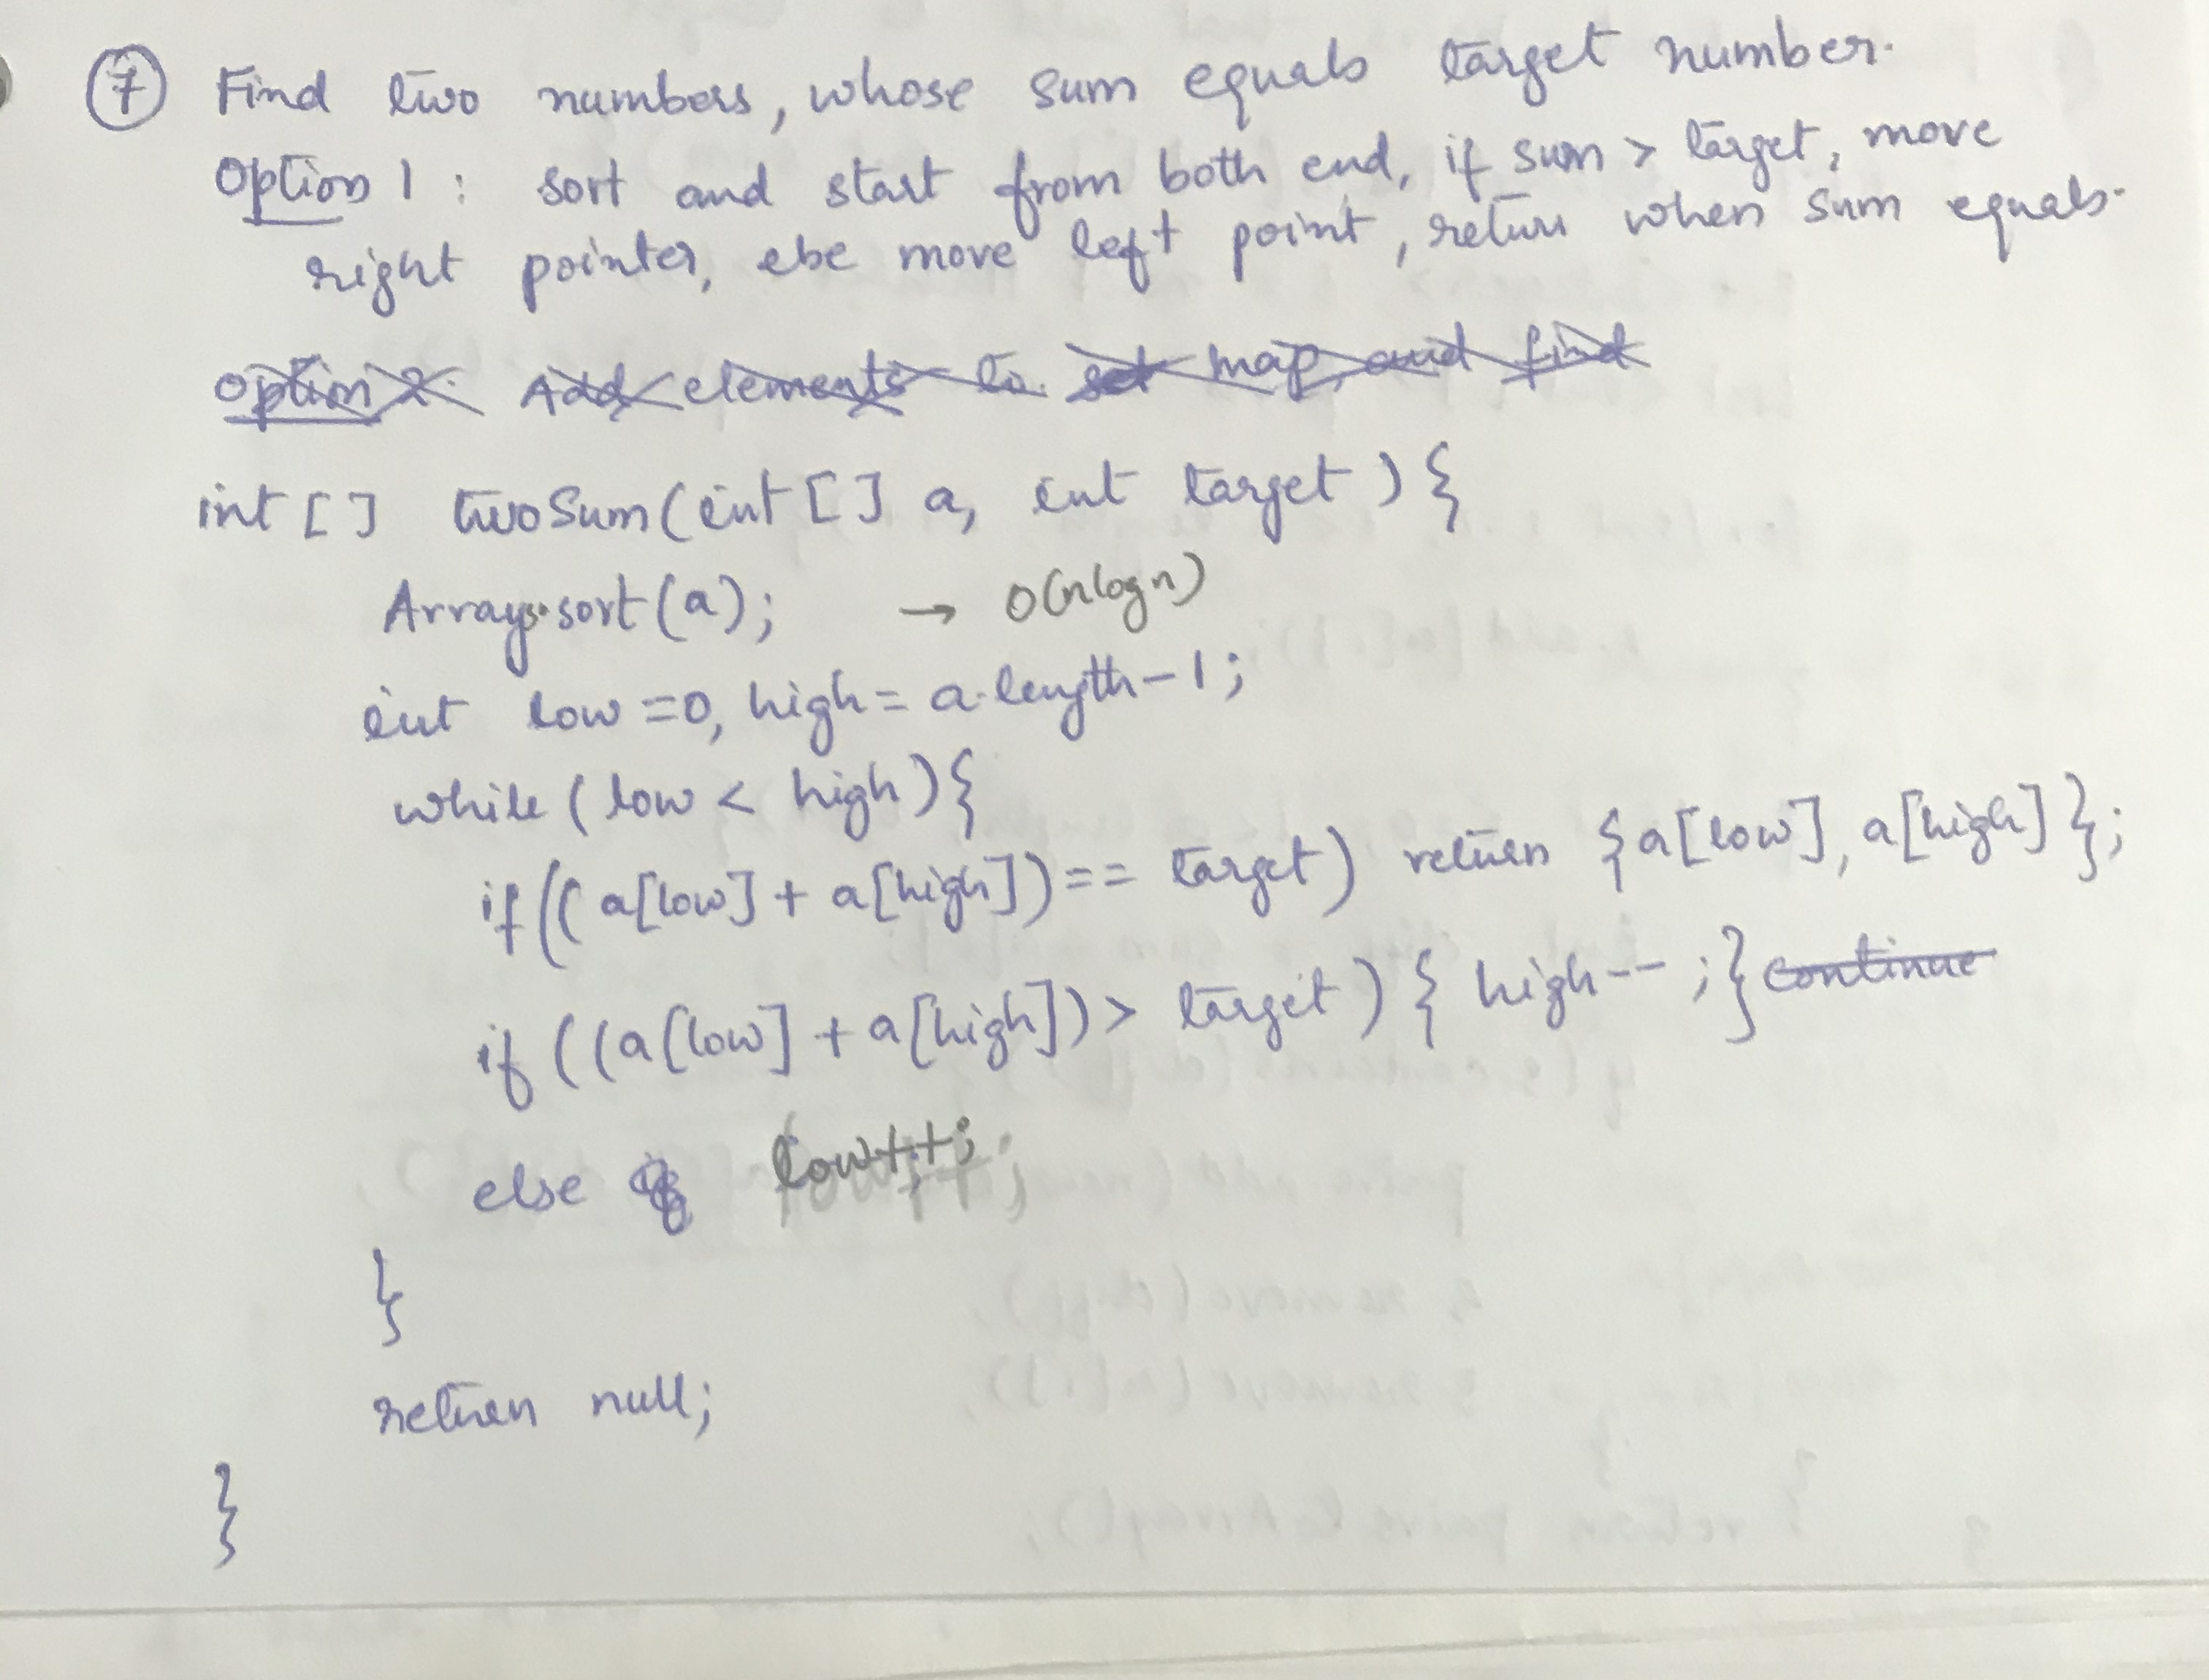 7 Find two numbers, whose sum equals target number.
Option 1 : sort and start from both end, if sum > target, move
right pointer, else move left point, return when sum equals.
Option 2. Add elements to set map, and find
int [] twoSum(int [] a, int target) {
Arrays.sort(a); → O(nlogn)
int low =0, high = a.length-1;
while (low < high){
if(( a[low] + a[high])== target) return {a[low], a[high]};
if ((a[low] + a[high])> target) { high-- ;} continue
else low++;
}
return null;
}